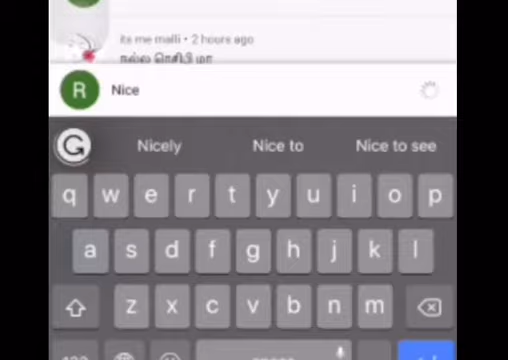 its me malli • 2 hours ago
நல்ல ரெசிபி மா
R Nice
G Nicely Nice to Nice to see
q w e r t y u i o p
a s d f g h j k l
z x c v b n m